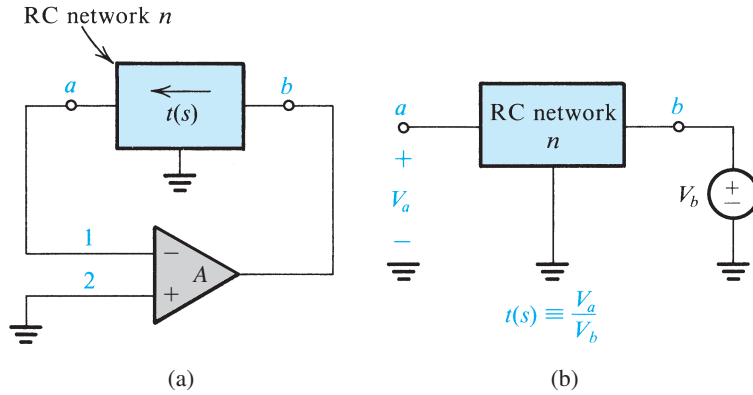 RC network n
a
b
t(s)
1
2
−
+
A
(a)
a
b
RC network
n
+
V_a
−
V_b
+
−
t(s) ≡ V_a / V_b
(b)